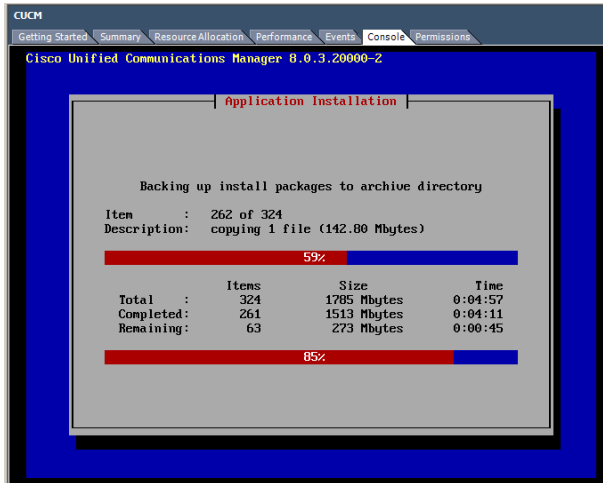 CUCM
Getting Started Summary Resource Allocation Performance Events Console Permissions
Cisco Unified Communications Manager 8.0.3.20000-2
Application Installation
Backing up install packages to archive directory
Item : 262 of 324
Description: copying 1 file (142.80 Mbytes)
59%
Items Size Time
Total : 324 1785 Mbytes 0:04:57
Completed: 261 1513 Mbytes 0:04:11
Remaining: 63 273 Mbytes 0:00:45
85%